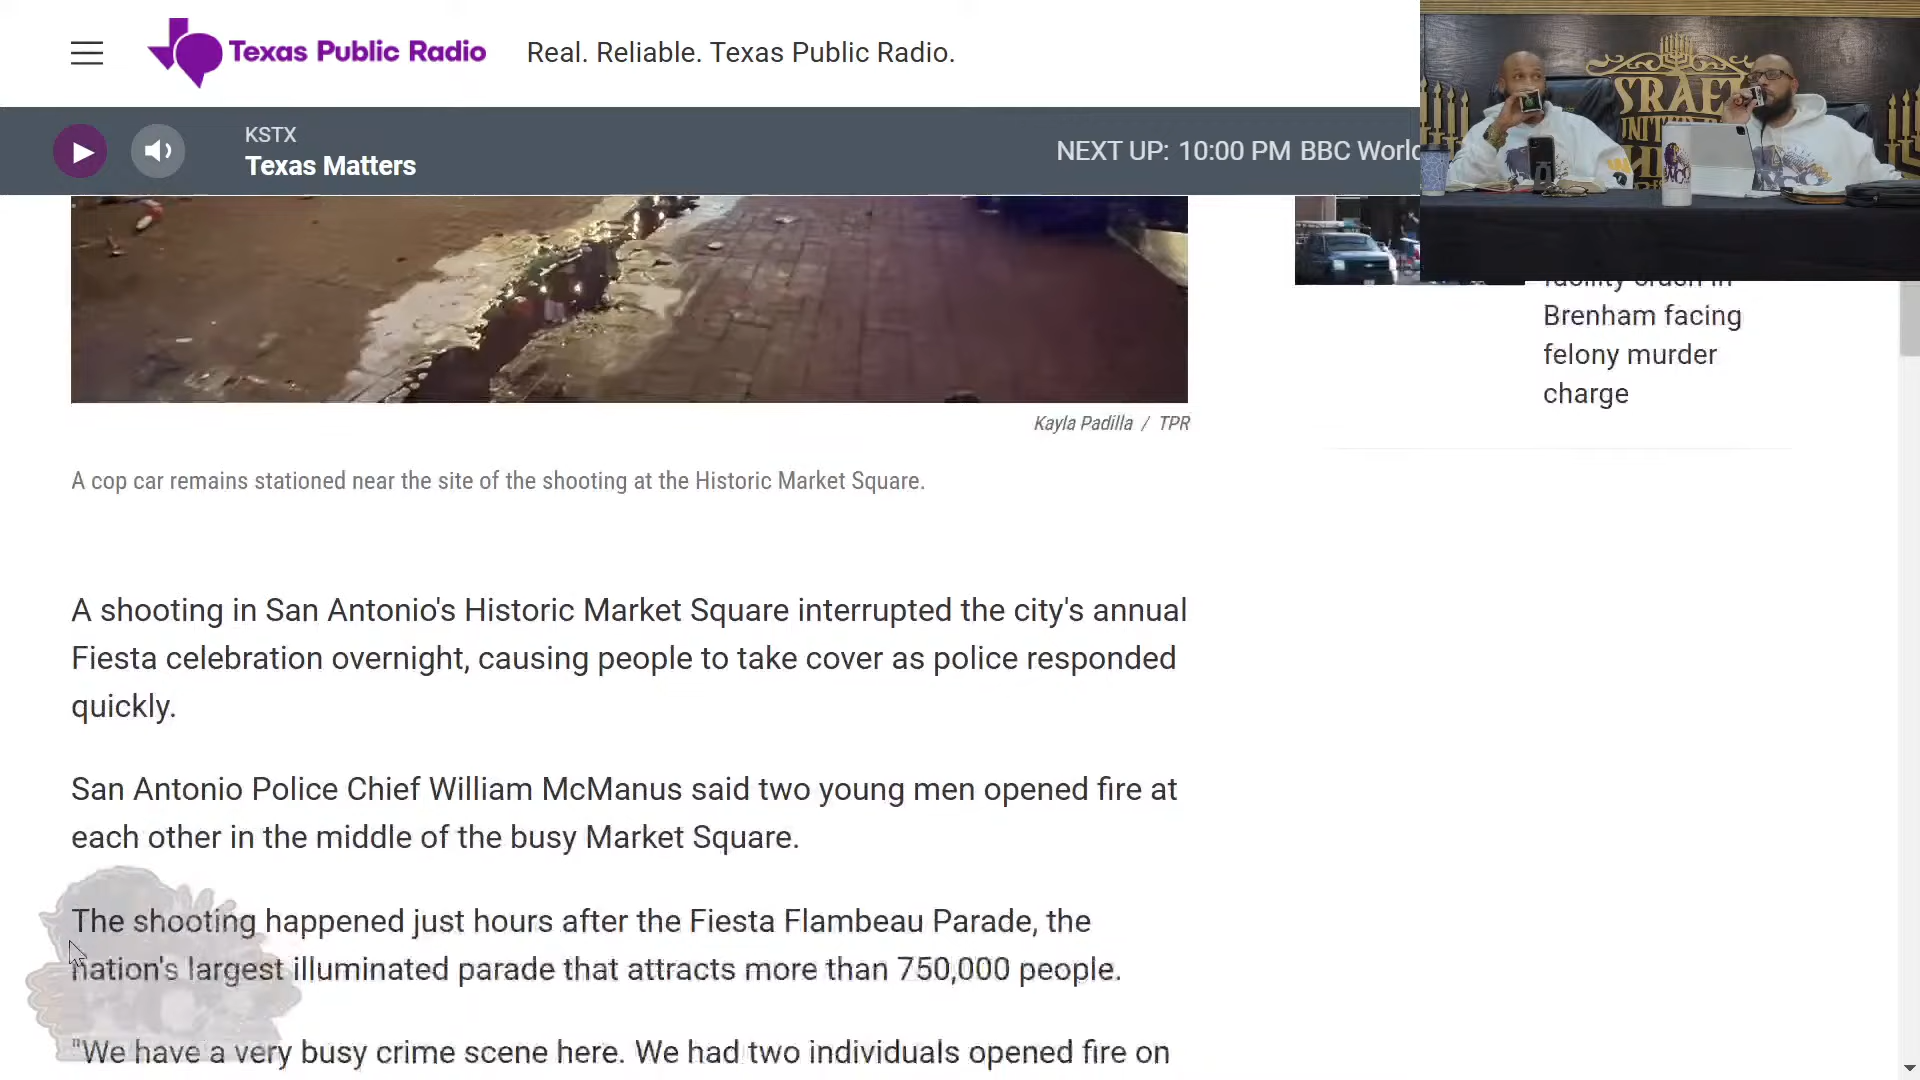 Texas Public Radio
Real. Reliable. Texas Public Radio.
KSTX
Texas Matters
NEXT UP: 10:00 PM BBC World
SRAEL
UNITED
Kayla Padilla / TPR
Brenham facing
felony murder
charge
A cop car remains stationed near the site of the shooting at the Historic Market Square.
A shooting in San Antonio's Historic Market Square interrupted the city's annual
Fiesta celebration overnight, causing people to take cover as police responded
quickly.
San Antonio Police Chief William McManus said two young men opened fire at
each other in the middle of the busy Market Square.
The shooting happened just hours after the Fiesta Flambeau Parade, the
nation's largest illuminated parade that attracts more than 750,000 people.
"We have a very busy crime scene here. We had two individuals opened fire on